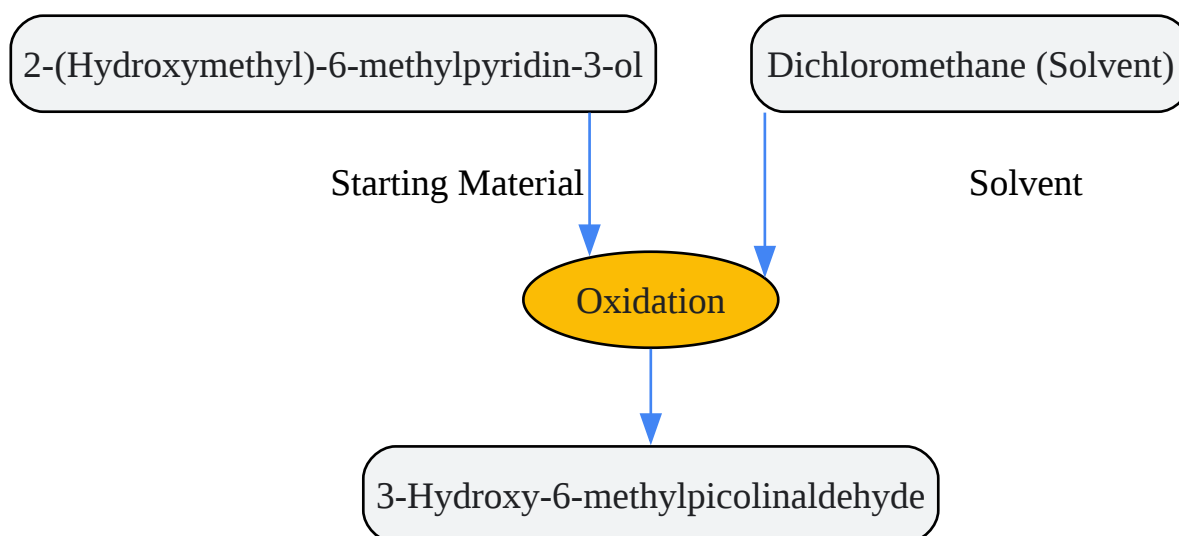 2-(Hydroxymethyl)-6-methylpyridin-3-ol
Dichloromethane (Solvent)
Starting Material
Solvent
Oxidation
3-Hydroxy-6-methylpicolinaldehyde